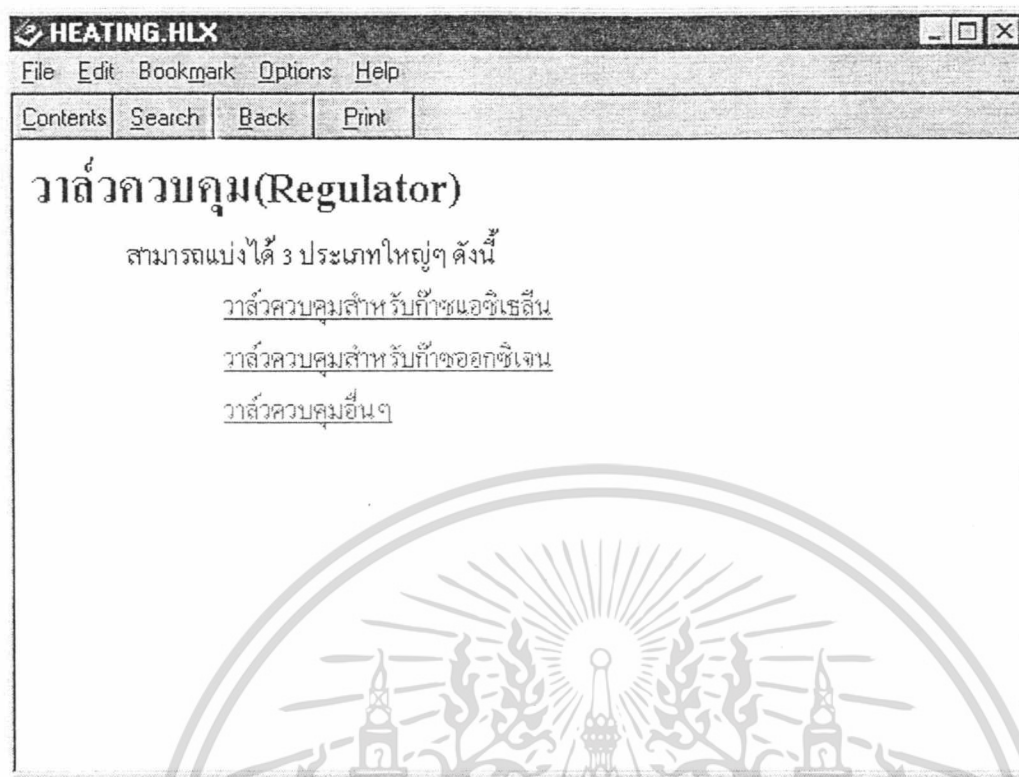 HEATING.HLX
File Edit Bookmark Options Help
Contents Search Back Print
วาล์วควบคุม(Regulator)
สามารถแบ่งได้ 3 ประเภทใหญ่ๆ ดังนี้
วาล์วควบคุมสำหรับก๊าซแอซิเธลีน
วาล์วควบคุมสำหรับก๊าซออกซิเจน
วาล์วควบคุมอื่นๆ